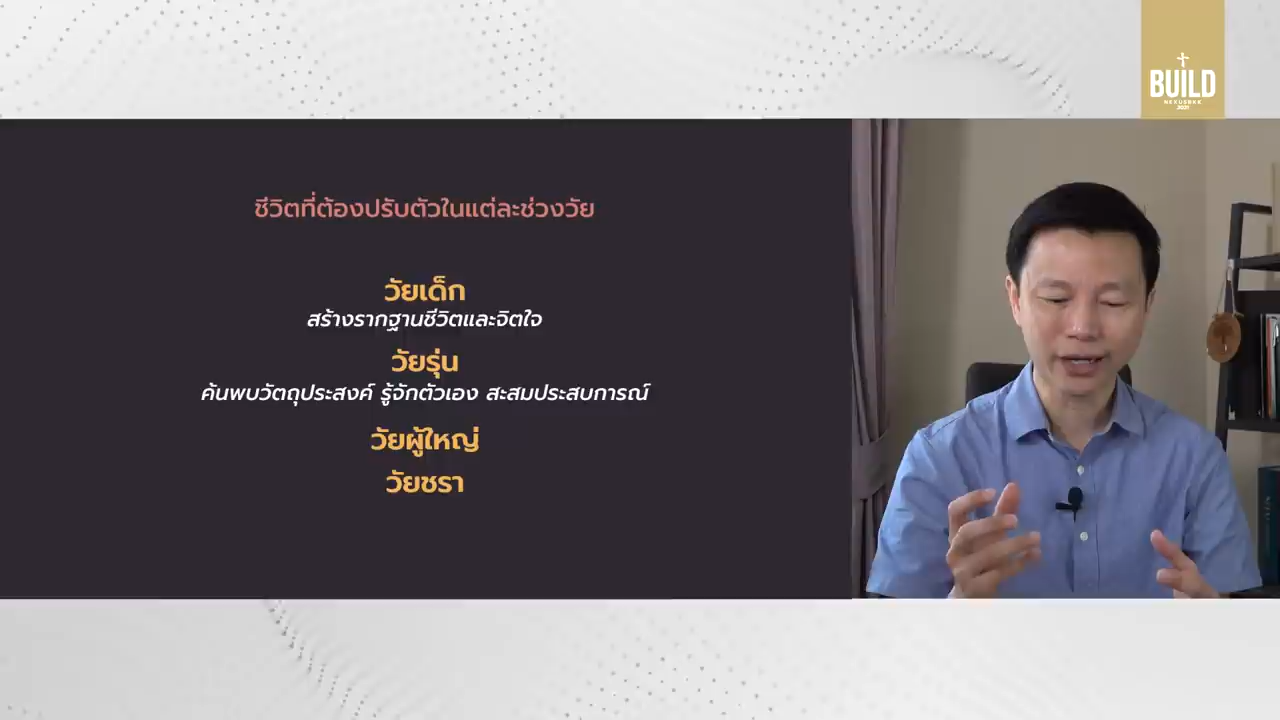 BUILD
NEXUSBKK
2021
ชีวิตที่ต้องปรับตัวในแต่ละช่วงวัย
วัยเด็ก
สร้างรากฐานชีวิตและจิตใจ
วัยรุ่น
ค้นพบวัตถุประสงค์ รู้จักตัวเอง สะสมประสบการณ์
วัยผู้ใหญ่
วัยชรา